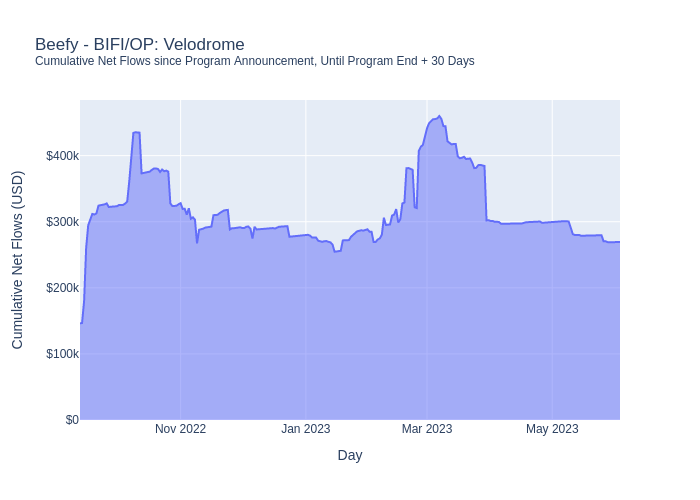 Beefy - BIFI/OP: Velodrome
Cumulative Net Flows since Program Announcement, Until Program End + 30 Days
Cumulative Net Flows (USD)
$400k
$300k
$200k
$100k
$0
Nov 2022
Jan 2023
Mar 2023
May 2023
Day